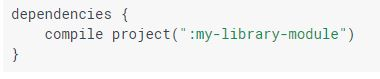 dependencies {
    compile project(":my-library-module")
}